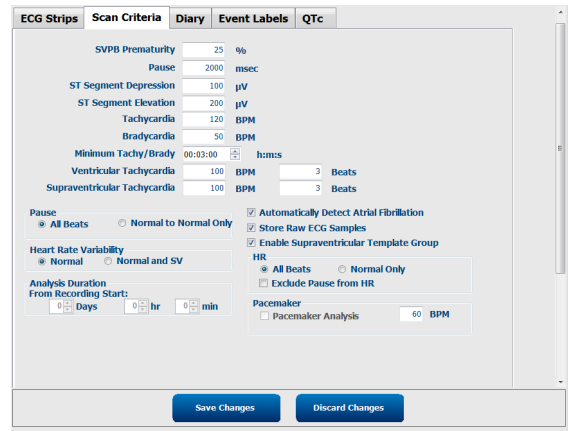 ECG Strips Scan Criteria Diary Event Labels QTc
SVPB Prematurity 25 %
Pause 2000 msec
ST Segment Depression 100 µV
ST Segment Elevation 200 µV
Tachycardia 120 BPM
Bradycardia 50 BPM
Minimum Tachy/Brady 00:03:00 h:m:s
Ventricular Tachycardia 100 BPM 3 Beats
Supraventricular Tachycardia 100 BPM 3 Beats
Pause
All Beats Normal to Normal Only
Heart Rate Variability
Normal Normal and SV
Analysis Duration
From Recording Start:
0 Days 0 hr 0 min
Automatically Detect Atrial Fibrillation
Store Raw ECG Samples
Enable Supraventricular Template Group
HR
All Beats Normal Only
Exclude Pause from HR
Pacemaker
Pacemaker Analysis 60 BPM
Save Changes Discard Changes